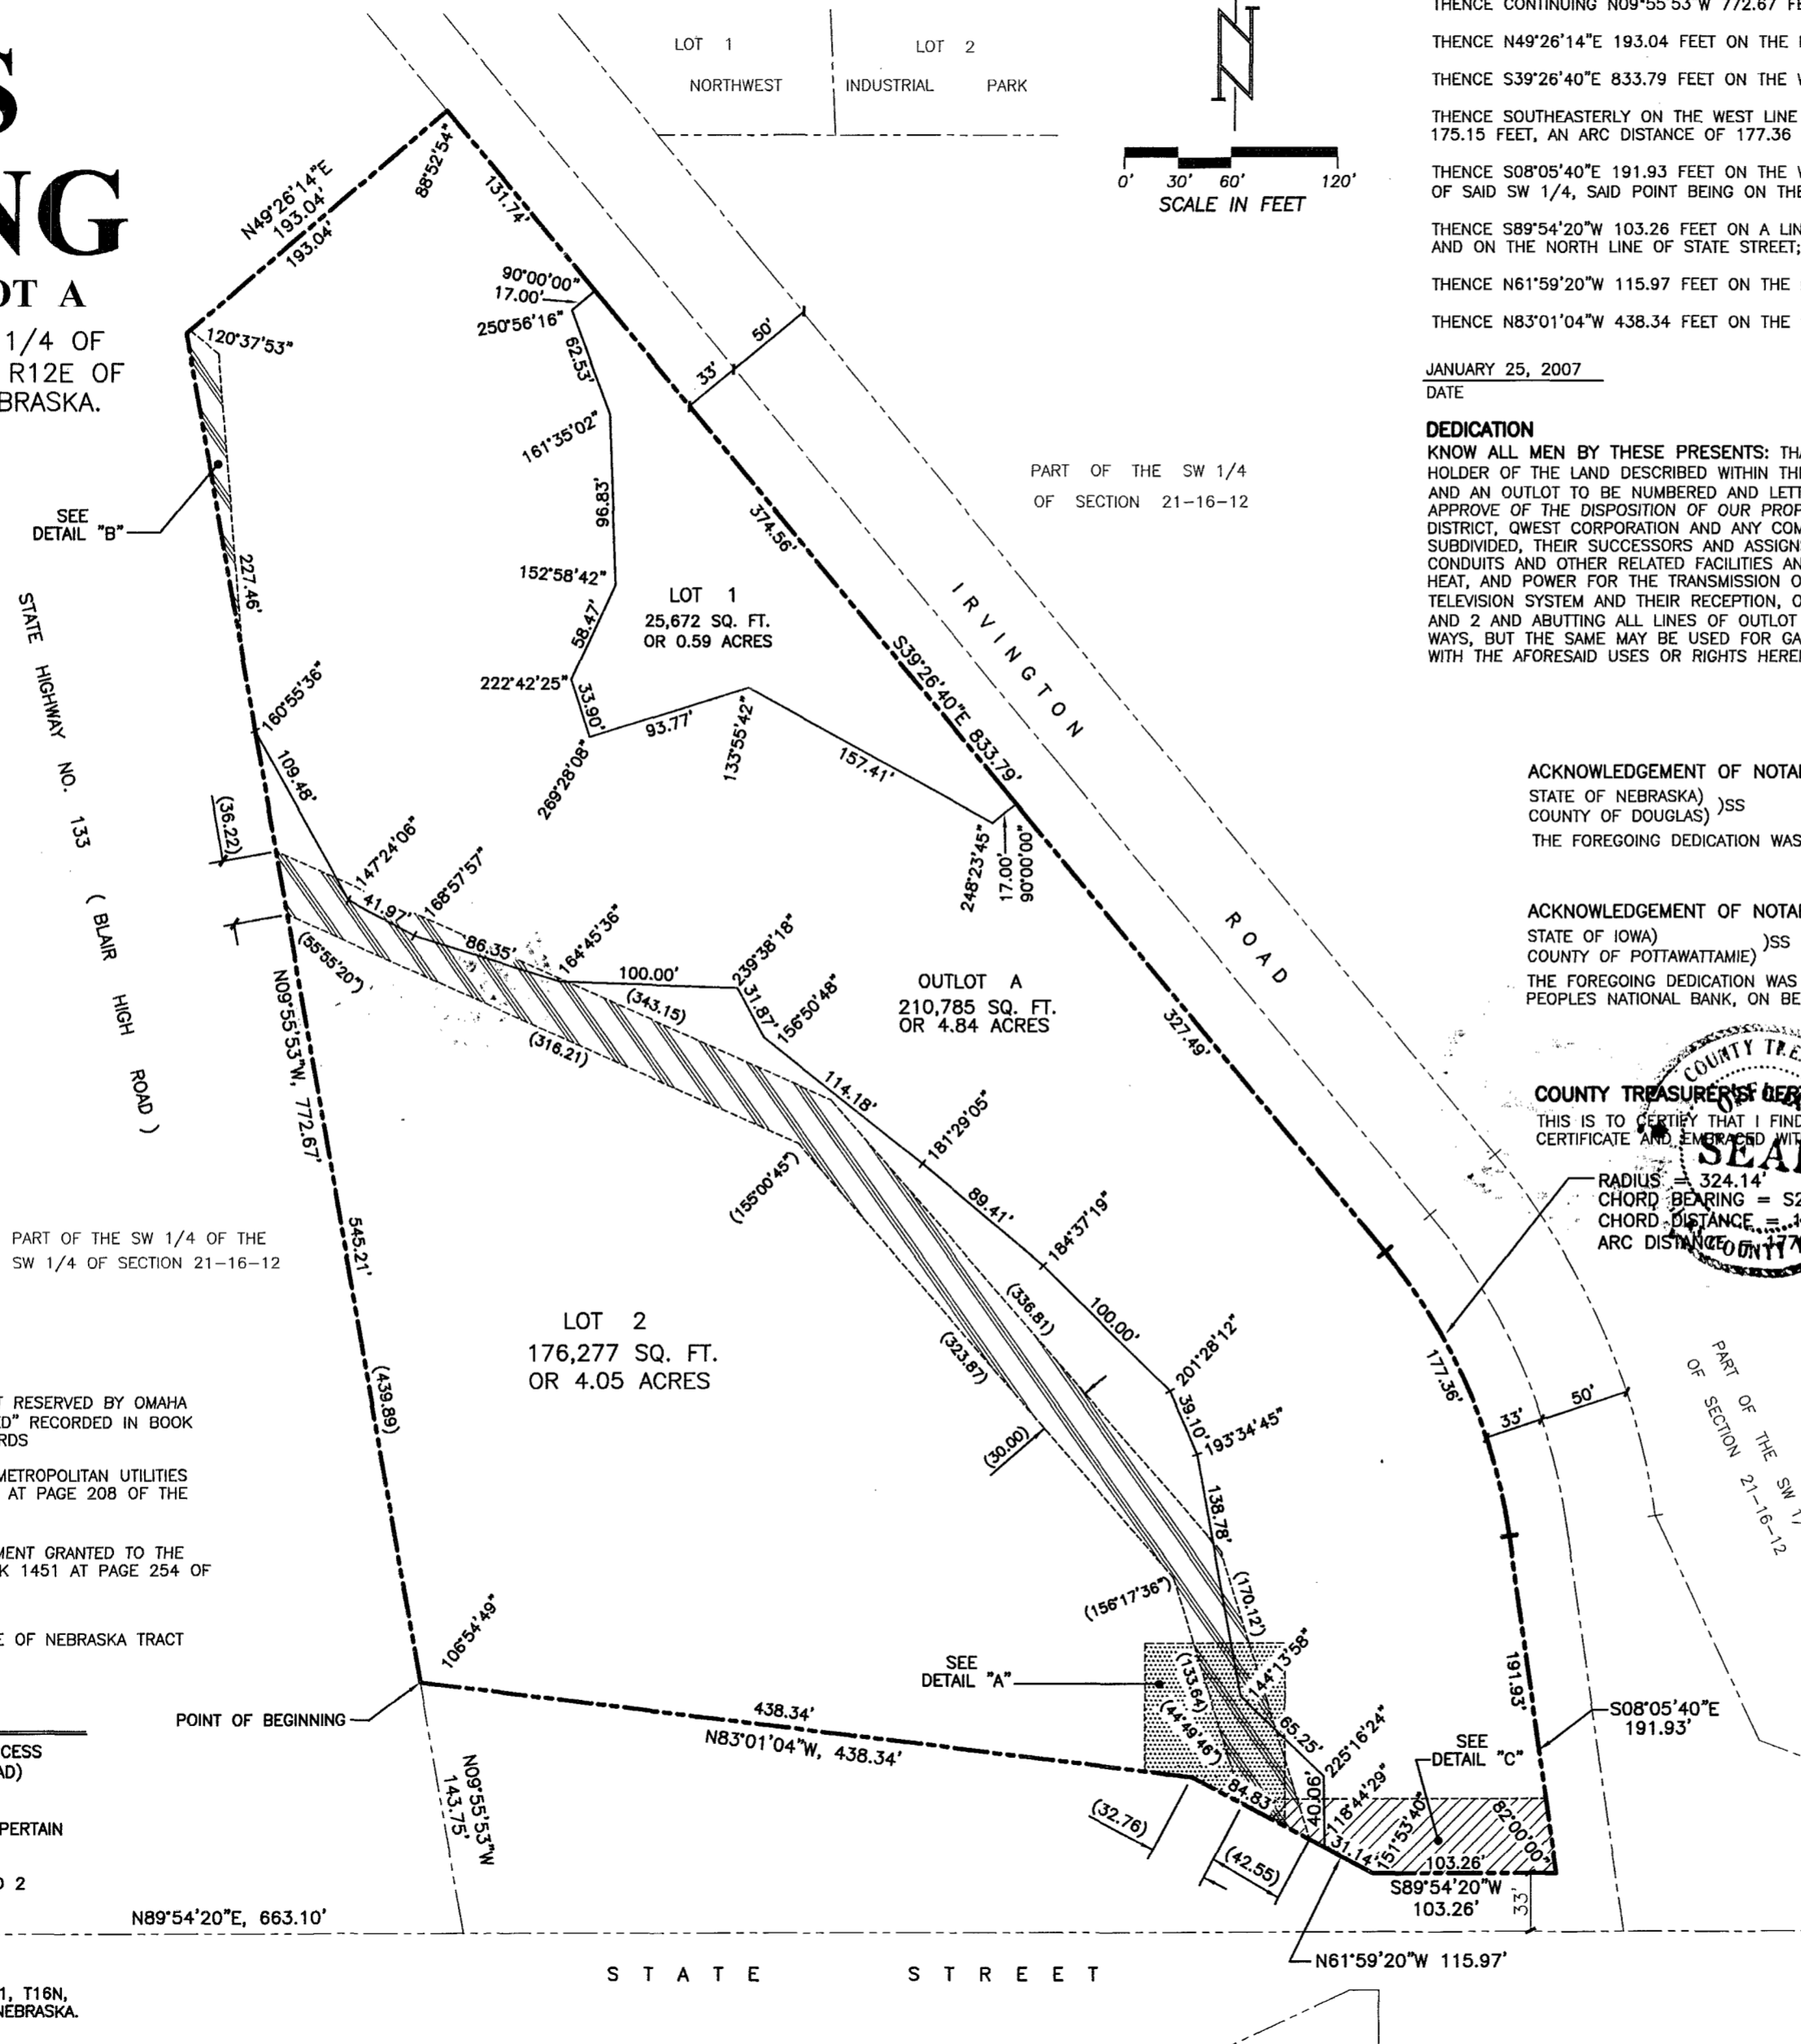 S
NG
OT A
1/4 OF
R12E OF
BRASKA.
LOT 1
LOT 2
NORTHWEST INDUSTRIAL PARK
N
0' 30' 60' 120'
SCALE IN FEET
THENCE CONTINUING N09°55'53"W 772.67 FE
THENCE N49°26'14"E 193.04 FEET ON THE
THENCE S39°26'40"E 833.79 FEET ON THE W
THENCE SOUTHEASTERLY ON THE WEST LINE
175.15 FEET, AN ARC DISTANCE OF 177.36
THENCE S08°05'40"E 191.93 FEET ON THE W
OF SAID SW 1/4, SAID POINT BEING ON THE
THENCE S89°54'20"W 103.26 FEET ON A LIN
AND ON THE NORTH LINE OF STATE STREET;
THENCE N61°59'20"W 115.97 FEET ON THE
THENCE N83°01'04"W 438.34 FEET ON THE
JANUARY 25, 2007
DATE
DEDICATION
KNOW ALL MEN BY THESE PRESENTS: THA
HOLDER OF THE LAND DESCRIBED WITHIN THE
AND AN OUTLOT TO BE NUMBERED AND LETT
APPROVE OF THE DISPOSITION OF OUR PROP
DISTRICT, QWEST CORPORATION AND ANY COM
SUBDIVIDED, THEIR SUCCESSORS AND ASSIGN
CONDUITS AND OTHER RELATED FACILITIES AN
HEAT, AND POWER FOR THE TRANSMISSION O
TELEVISION SYSTEM AND THEIR RECEPTION, O
AND 2 AND ABUTTING ALL LINES OF OUTLOT
WAYS, BUT THE SAME MAY BE USED FOR GA
WITH THE AFORESAID USES OR RIGHTS HERE
ACKNOWLEDGEMENT OF NOTA
STATE OF NEBRASKA)
)SS
COUNTY OF DOUGLAS)
THE FOREGOING DEDICATION WAS
ACKNOWLEDGEMENT OF NOTA
STATE OF IOWA)
)SS
COUNTY OF POTTAWATTAMIE)
THE FOREGOING DEDICATION WAS
PEOPLES NATIONAL BANK, ON BE
COUNTY TREASURER'S CERT
THIS IS TO CERTIFY THAT I FIND
CERTIFICATE AND EMBRACED WIT
COUNTY TRE
SEAL
RADIUS = 324.14'
CHORD BEARING = S2
CHORD DISTANCE = 1
ARC DISTANCE = 177
N49°26'14"E
193.04'
193.04'
88°52'54"
131.74'
90°00'00"
17.00'
250°56'16"
62.53'
161°35'02"
96.83'
152°58'42"
58.47'
222°42'25"
33.90'
269°28'08"
93.77'
133°55'42"
157.41'
248°23'45"
17.00'
90°00'00"
120°37'53"
SEE
DETAIL "B"
227.46'
160°55'36"
109.48'
(36.22)
147°24'06"
41.97'
168°57'57"
86.35'
164°45'36"
100.00'
239°38'18"
31.87'
156°50'48"
114.18'
181°29'05"
89.41'
184°37'19"
100.00'
201°28'12"
39.10'
193°34'45"
138.78'
144°13'58"
65.25'
225°16'24"
40.06'
118°44'29"
31.14'
151°53'40"
82°00'00"
LOT 1
25,672 SQ. FT.
OR 0.59 ACRES
33'
50'
374.56'
S39°26'40"E 833.79'
327.49'
IRVINGTON
ROAD
PART OF THE SW 1/4
OF SECTION 21-16-12
OUTLOT A
210,785 SQ. FT.
OR 4.84 ACRES
STATE HIGHWAY NO. 133 ( BLAIR HIGH ROAD )
(55°55'20")
(343.15)
(316.21)
(155°00'45")
(336.81)
(323.87)
(30.00)
(156°17'36")
(170.12')
(133.64)
(44°49'46")
N09°55'53"W, 772.67'
545.21'
(439.89)
PART OF THE SW 1/4 OF THE
SW 1/4 OF SECTION 21-16-12
LOT 2
176,277 SQ. FT.
OR 4.05 ACRES
177.36'
33'
50'
PART OF THE SW 1/
OF SECTION 21-16-12
191.93'
S08°05'40"E
191.93'
T RESERVED BY OMAHA
ED" RECORDED IN BOOK
RDS
METROPOLITAN UTILITIES
AT PAGE 208 OF THE
MENT GRANTED TO THE
K 1451 AT PAGE 254 OF
E OF NEBRASKA TRACT
CCESS
AD)
PERTAIN
D 2
106°54'49"
POINT OF BEGINNING
438.34'
N83°01'04"W, 438.34'
SEE
DETAIL "A"
SEE
DETAIL "C"
84.83'
(32.76)
(42.55)
103.26'
S89°54'20"W
103.26'
33'
N61°59'20"W 115.97'
N09°55'53"W
143.75'
N89°54'20"E, 663.10'
STATE STREET
1, T16N,
NEBRASKA.